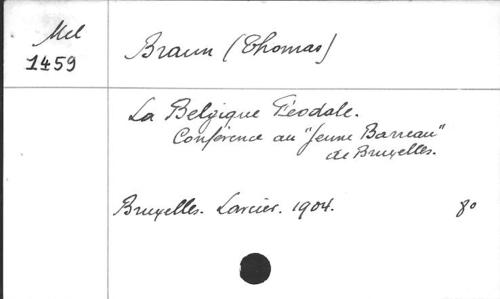 Mel
1459
Braun (Thomas)
La Belgique Féodale.
Conférence au "Jeune Barreau"
de Bruxelles.
Bruxelles. Larcier. 1904. 8°